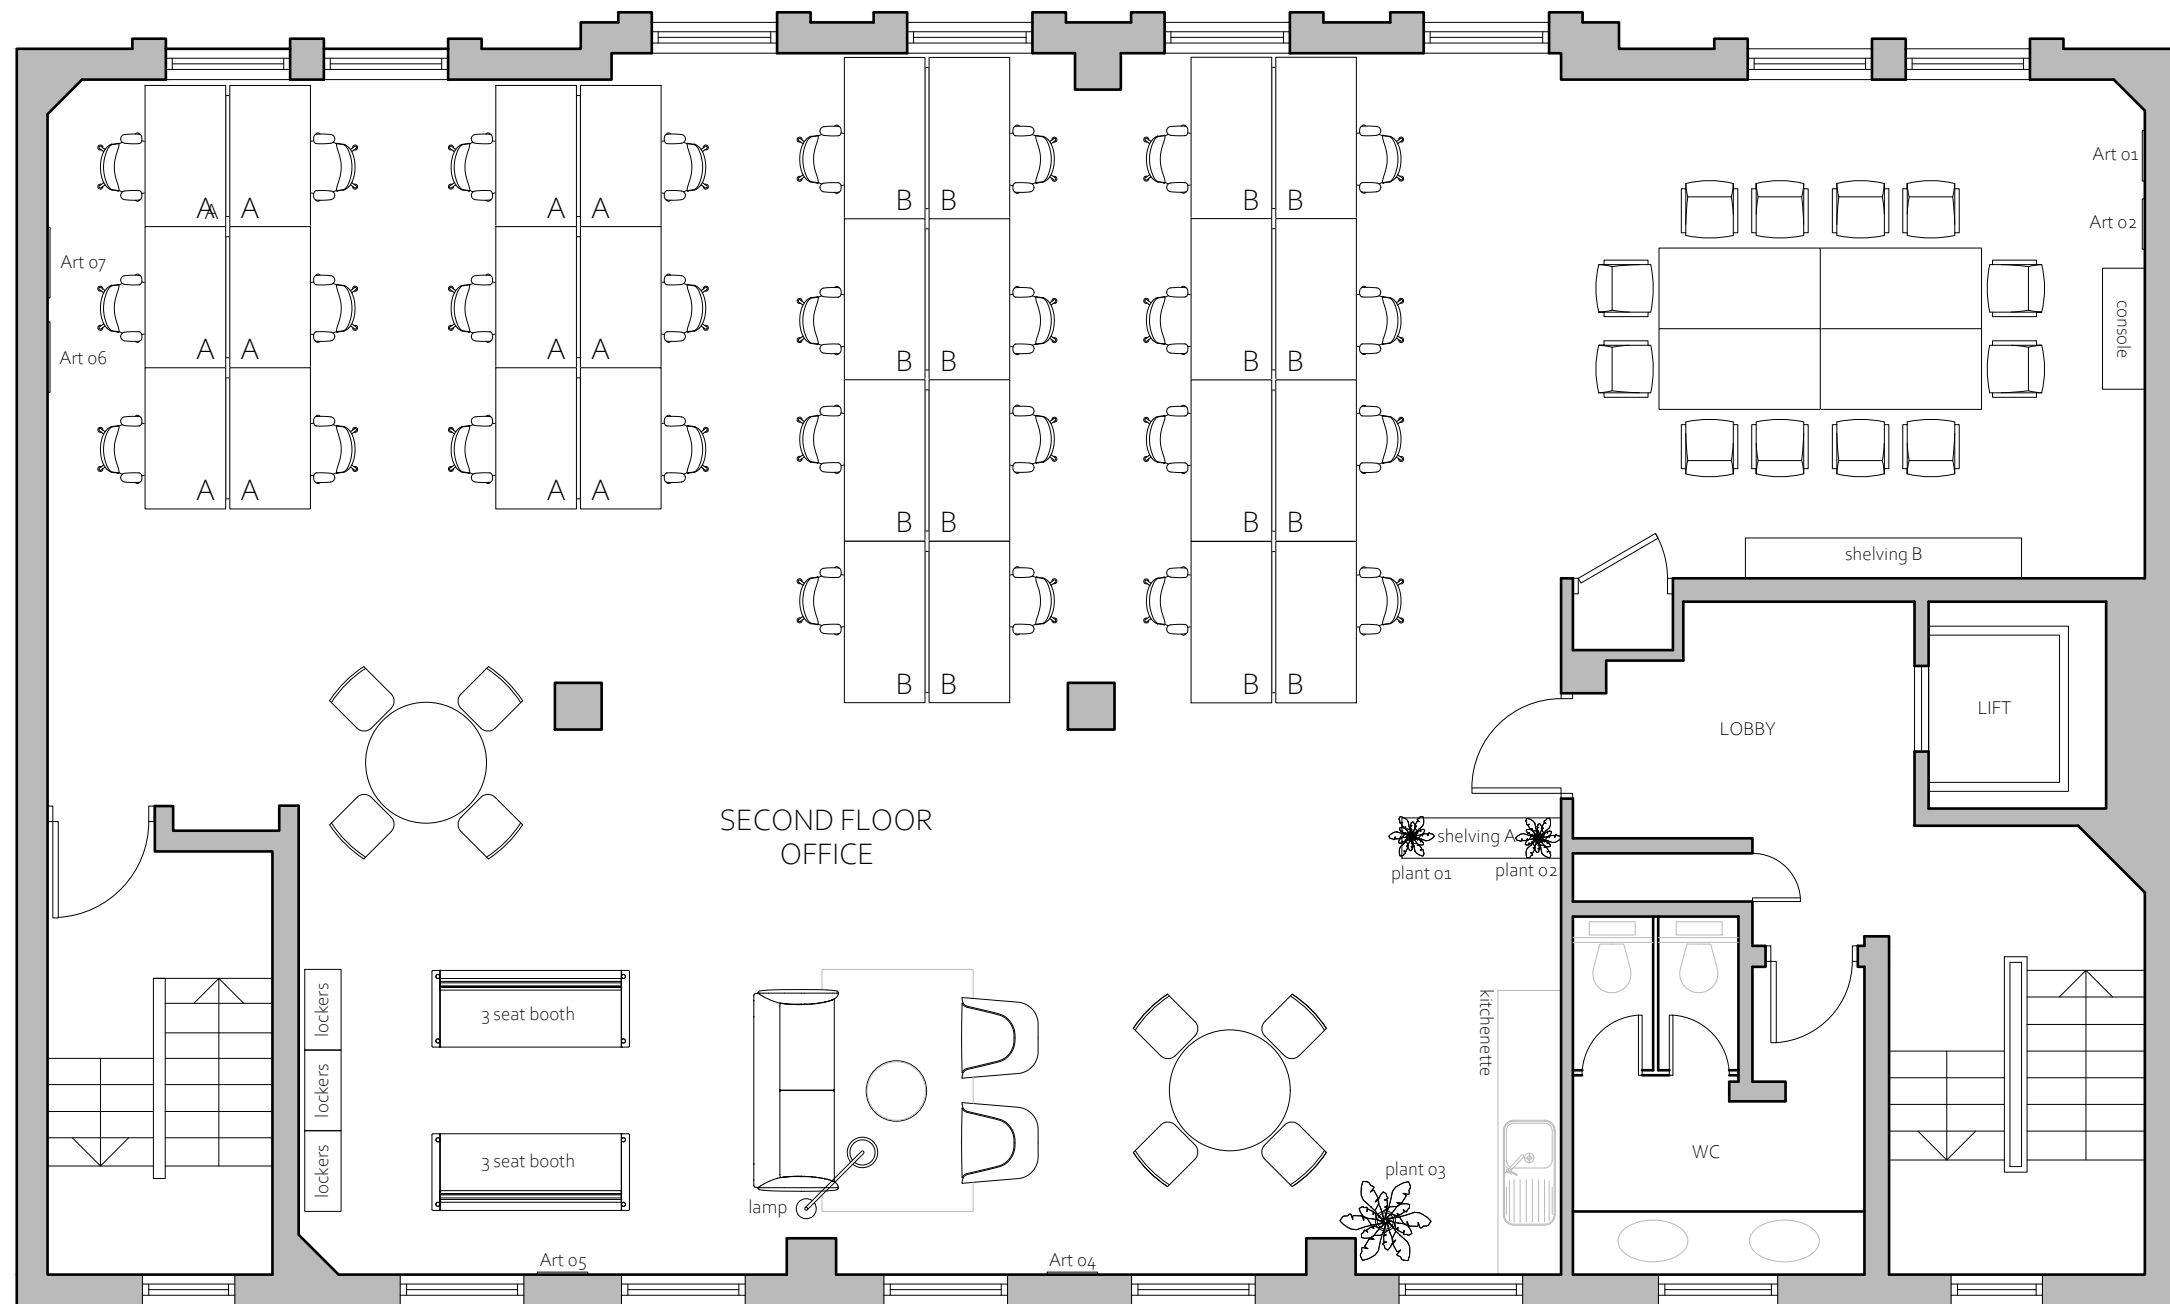 Art 01
Art 02
A A A A A
B B B B
Art 07
A A A A
console
Art 06
B B B B
A A A A
B B B B
shelving B
B B B B
LIFT
LOBBY
SECOND FLOOR
OFFICE
shelving A
plant 01
plant 02
lockers
3 seat booth
kitchenette
lockers
lockers
3 seat booth
WC
plant 03
lamp
Art 05
Art 04